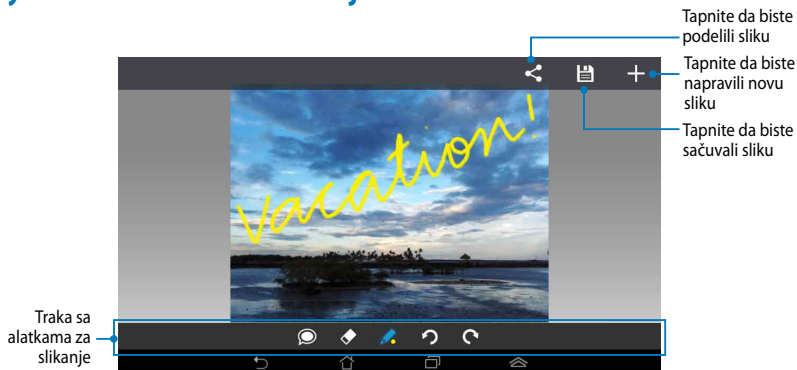 Tapnite da biste
podelili sliku
Tapnite da biste
napravili novu
sliku
Tapnite da biste
sačuvali sliku
Vacation!
Traka sa
alatkama za
slikanje